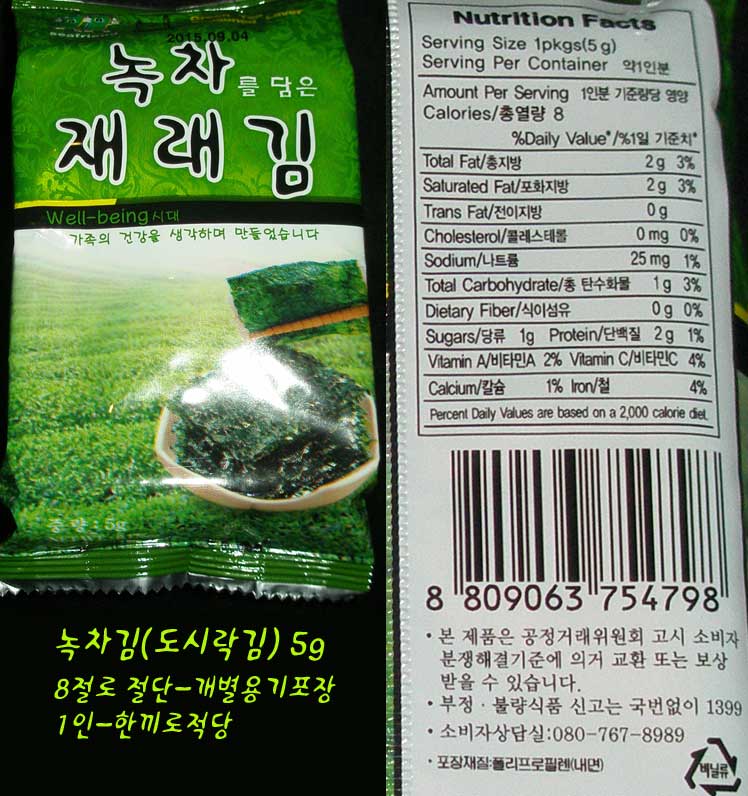 2015.09.04
녹차를 담은
재래김
Well-being시대
가족의 건강을 생각하며 만들었습니다
중량 : 5g
녹차김(도시락김) 5g
8절로 절단-개별용기포장
1인-한끼로적당
Nutrition Facts
Serving Size 1pkgs(5g)
Serving Per Container 약1인분
Amount Per Serving 1인분 기준량당 영양
Calories/총열량 8
%Daily Value*/%1일 기준치*
Total Fat/총지방 2g 3%
Saturated Fat/포화지방 2g 3%
Trans Fat/전이지방 0g
Cholesterol/콜레스테롤 0mg 0%
Sodium/나트륨 25mg 1%
Total Carbohydrate/총 탄수화물 1g 3%
Dietary Fiber/식이섬유 0g 0%
Sugars/당류 1g Protein/단백질 2g 1%
Vitamin A/비타민A 2% Vitamin C/비타민C 4%
Calcium/칼슘 1% Iron/철 4%
Percent Daily Values are based on a 2,000 calorie diet.
8 809063 754798
• 본 제품은 공정거래위원회 고시 소비자
분쟁해결기준에 의거 교환 또는 보상
받을 수 있습니다.
• 부정 · 불량식품 신고는 국번없이 1399
• 소비자상담실:080-767-8989
• 포장재질:폴리프로필렌(내면)
비닐류